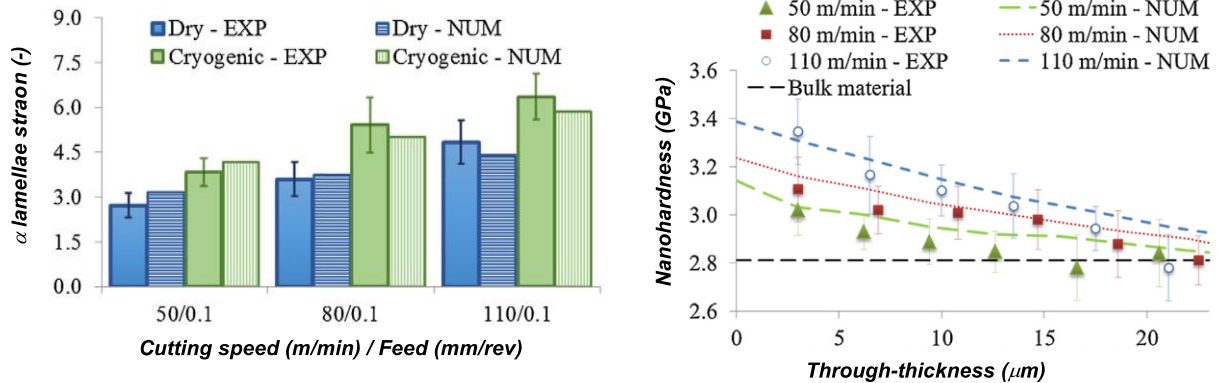 9.0
7.5
6.0
4.5
3.0
1.5
0.0
α lamellae straon (-)
Dry - EXP
Dry - NUM
Cryogenic - EXP
Cryogenic - NUM
50/0.1
80/0.1
110/0.1
Cutting speed (m/min) / Feed (mm/rev)
50 m/min - EXP
50 m/min - NUM
80 m/min - EXP
80 m/min - NUM
110 m/min - EXP
110 m/min - NUM
Bulk material
3.6
3.4
3.2
3.0
2.8
2.6
Nanohardness (GPa)
0
5
10
15
20
Through-thickness (μm)